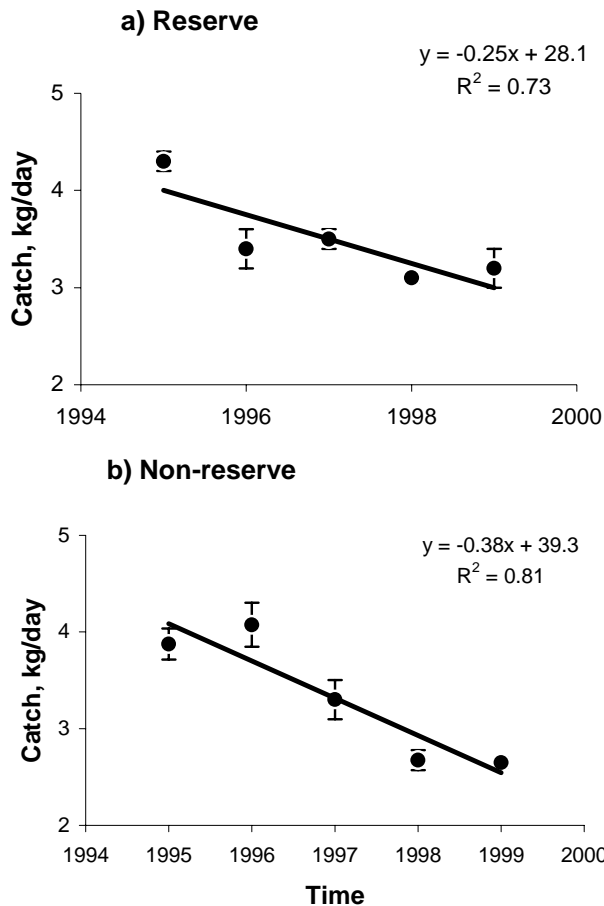 a) Reserve
y = -0.25x + 28.1
R² = 0.73
Catch, kg/day
5
4
3
2
1994 1996 1998 2000
b) Non-reserve
y = -0.38x + 39.3
R² = 0.81
Catch, kg/day
5
4
3
2
1994 1995 1996 1997 1998 1999 2000
Time